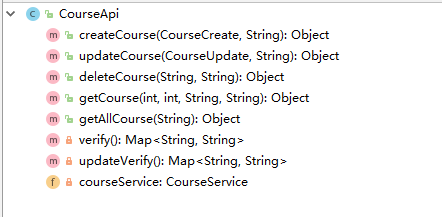 CourseApi
createCourse(CourseCreate, String): Object
updateCourse(CourseUpdate, String): Object
deleteCourse(String, String): Object
getCourse(int, int, String, String): Object
getAllCourse(String): Object
verify(): Map<String, String>
updateVerify(): Map<String, String>
courseService: CourseService